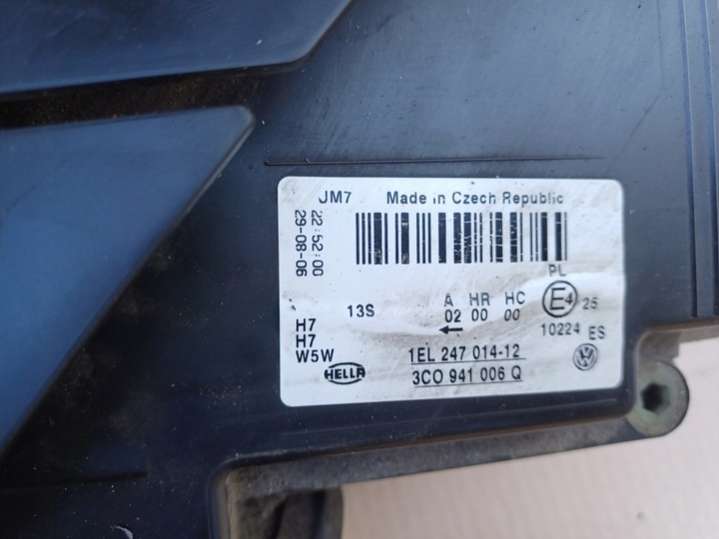 JM7 Made in Czech Republic
22:52:00
29-08-06
PL
13S A HR HC E4 25
02 00 00
H7 10224 ES
H7
W5W 1EL 247 014-12
HELLA 3C0 941 006 Q VW